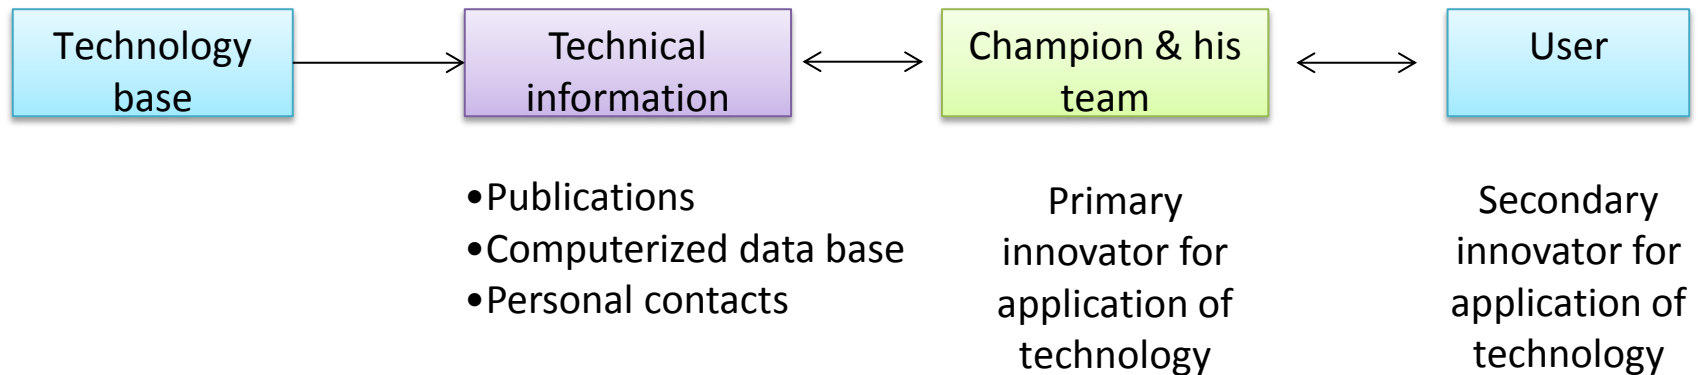 Technology
base
Technical
information
Champion & his
team
User
•Publications
•Computerized data base
•Personal contacts
Primary
innovator for
application of
technology
Secondary
innovator for
application of
technology